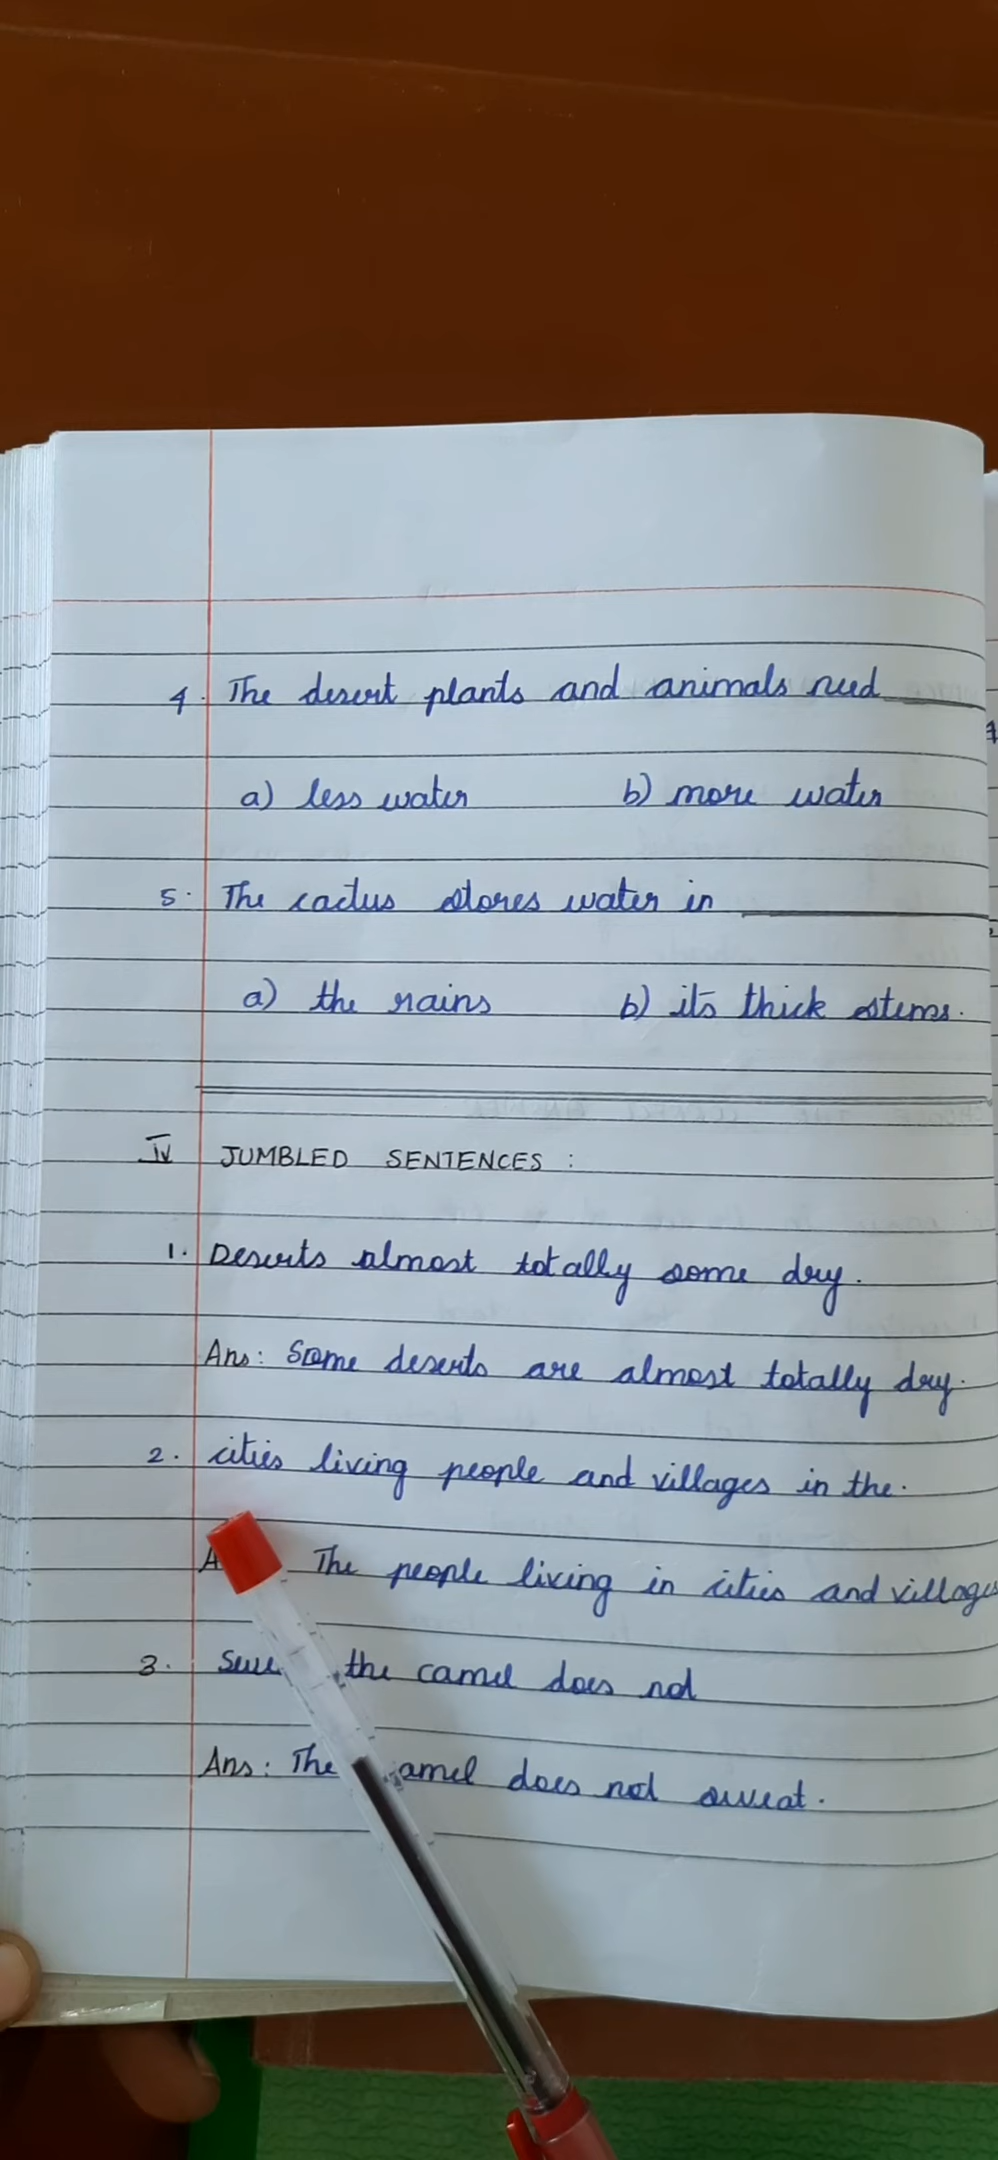 4. The desert plants and animals need
a) less water b) more water
5. The cactus stores water in
a) the rains b) its thick stems.
IV JUMBLED SENTENCES :
1. Deserts almost totally some dry.
Ans: Some deserts are almost totally dry.
2. cities living people and villages in the.
The people living in cities and villages
3. the camel does not
Ans: The camel does not sweat.